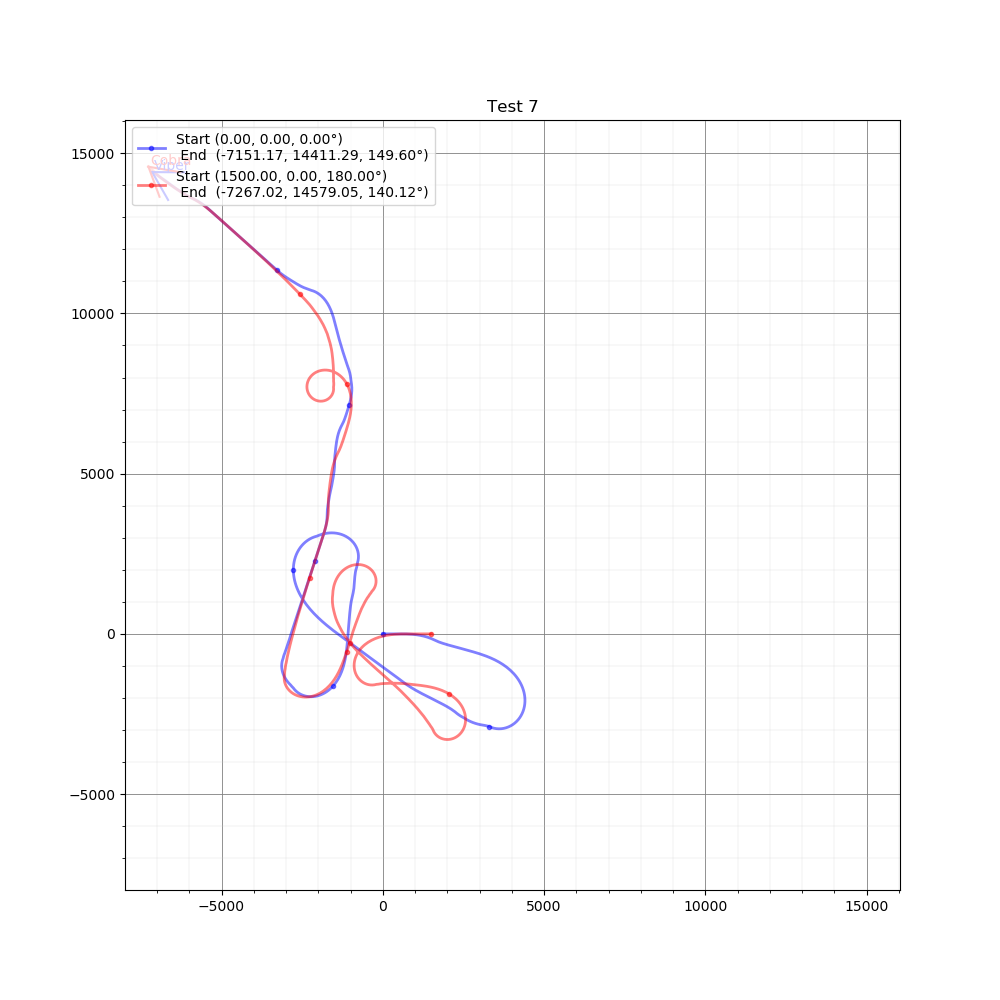 Test 7
Start (0.00, 0.00, 0.00°)
End (-7151.17, 14411.29, 149.60°)
Start (1500.00, 0.00, 180.00°)
End (-7267.02, 14579.05, 140.12°)
Cobra
Viper
15000
10000
5000
0
−5000
−5000
0
5000
10000
15000